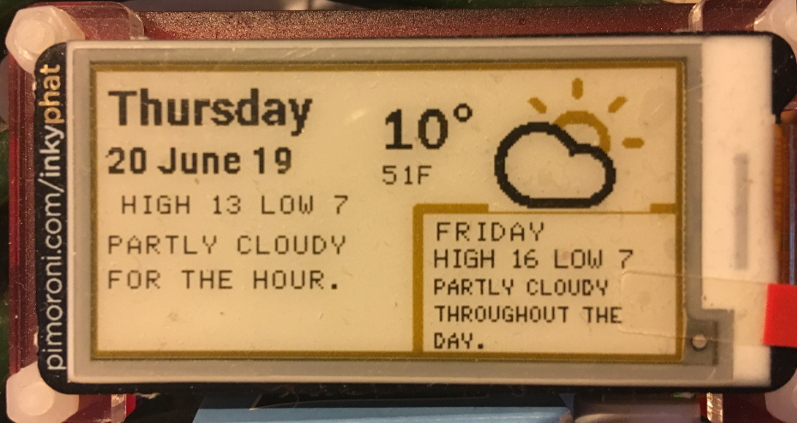 pimoroni.com/inkyphat
Thursday
20 June 19
HIGH 13 LOW 7
PARTLY CLOUDY
FOR THE HOUR.
10°
51F
FRIDAY
HIGH 16 LOW 7
PARTLY CLOUDY
THROUGHOUT THE
DAY.